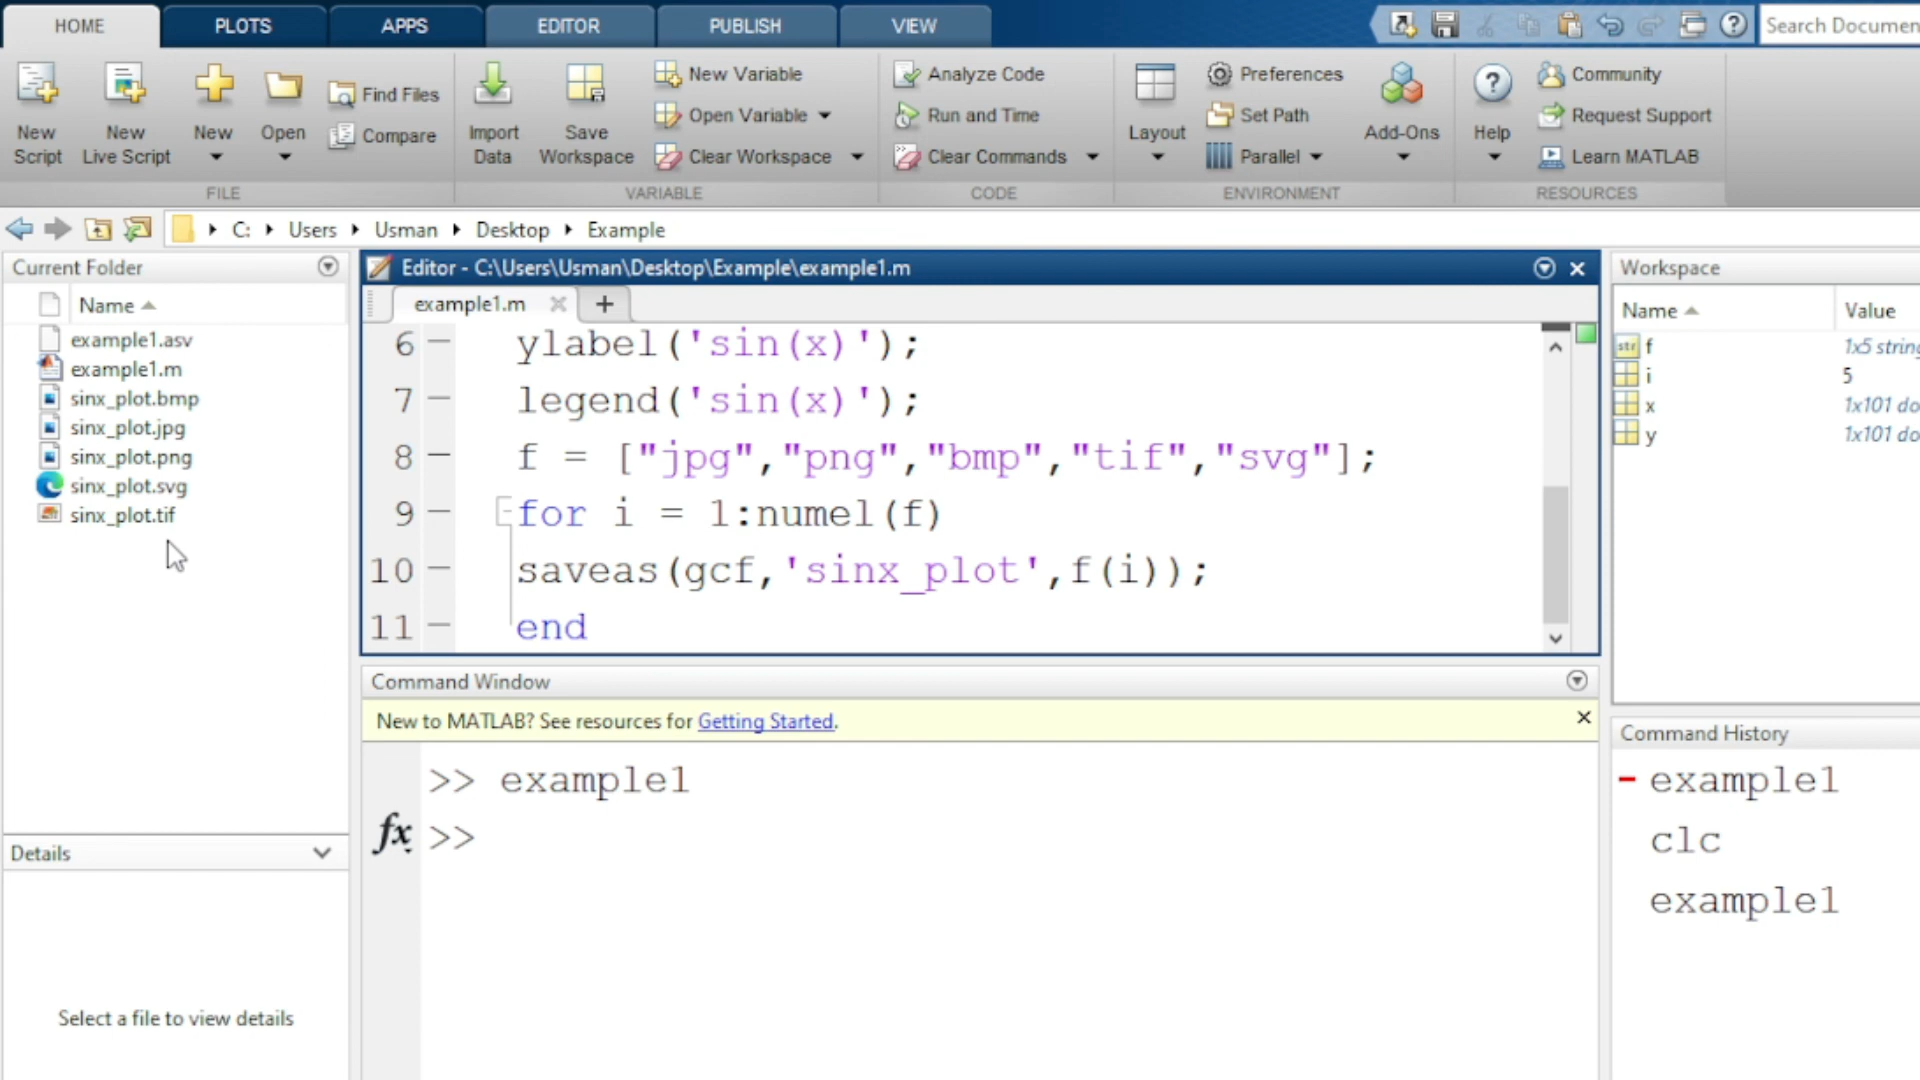 HOME PLOTS APPS EDITOR PUBLISH VIEW Search Documen
New Script
New Live Script
New
Open
Find Files
Compare
FILE
Import Data
Save Workspace
New Variable
Open Variable
Clear Workspace
VARIABLE
Analyze Code
Run and Time
Clear Commands
CODE
Layout
Preferences
Set Path
Parallel
Add-Ons
ENVIRONMENT
Help
Community
Request Support
Learn MATLAB
RESOURCES
C: Users Usman Desktop Example
Current Folder
Name
example1.asv
example1.m
sinx_plot.bmp
sinx_plot.jpg
sinx_plot.png
sinx_plot.svg
sinx_plot.tif
Details
Select a file to view details
Editor - C:\Users\Usman\Desktop\Example\example1.m
example1.m
6 ylabel('sin(x)');
7 legend('sin(x)');
8 f = ["jpg","png","bmp","tif","svg"];
9 for i = 1:numel(f)
10 saveas(gcf,'sinx_plot',f(i));
11 end
Command Window
New to MATLAB? See resources for Getting Started.
>> example1
fx >>
Workspace
Name Value
str f 1x5 string
i 5
x 1x101 do
y 1x101 do
Command History
example1
clc
example1